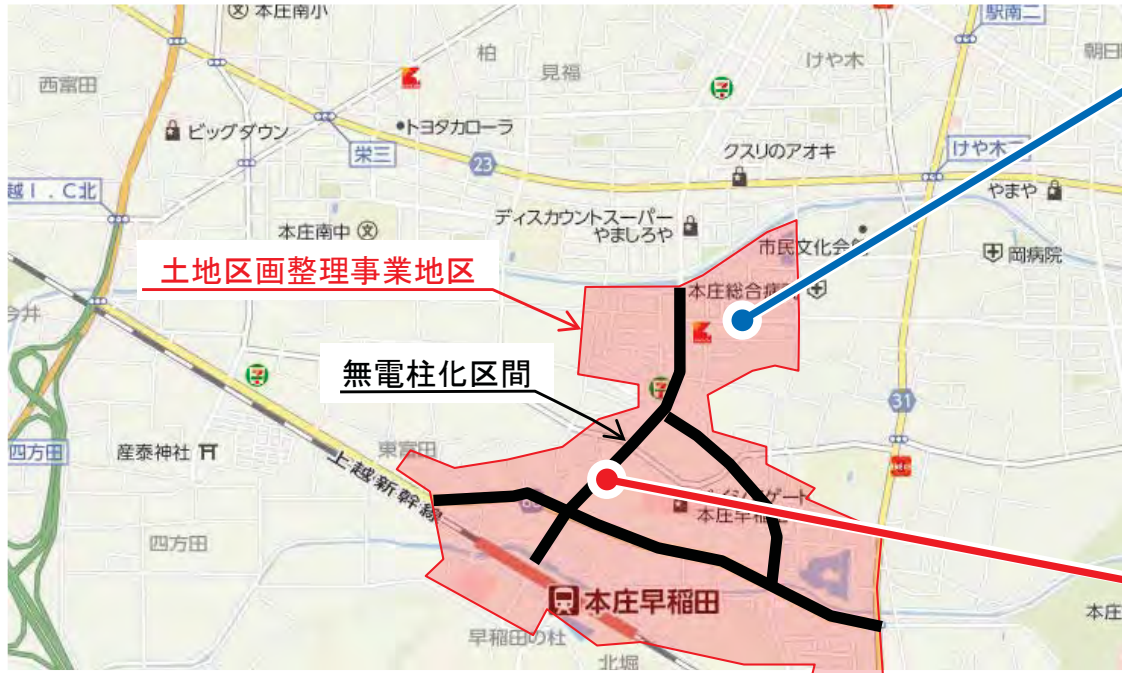 本庄南小
駅南二
西富田
柏
見福
けや木
朝日
ビッグダウン
トヨタカローラ
栄三
23
クスリのアオキ
けや木二
やまや
越I.C北
本庄南中
ディスカウントスーパー
やましろや
市民文化会館
岡病院
土地区画整理事業地区
本庄総合病院
今井
無電柱化区間
31
産泰神社
東富田
四方田
上越新幹線
ゲート
本庄早稲田
四方田
本庄早稲田
早稲田の杜
北堀
本庄